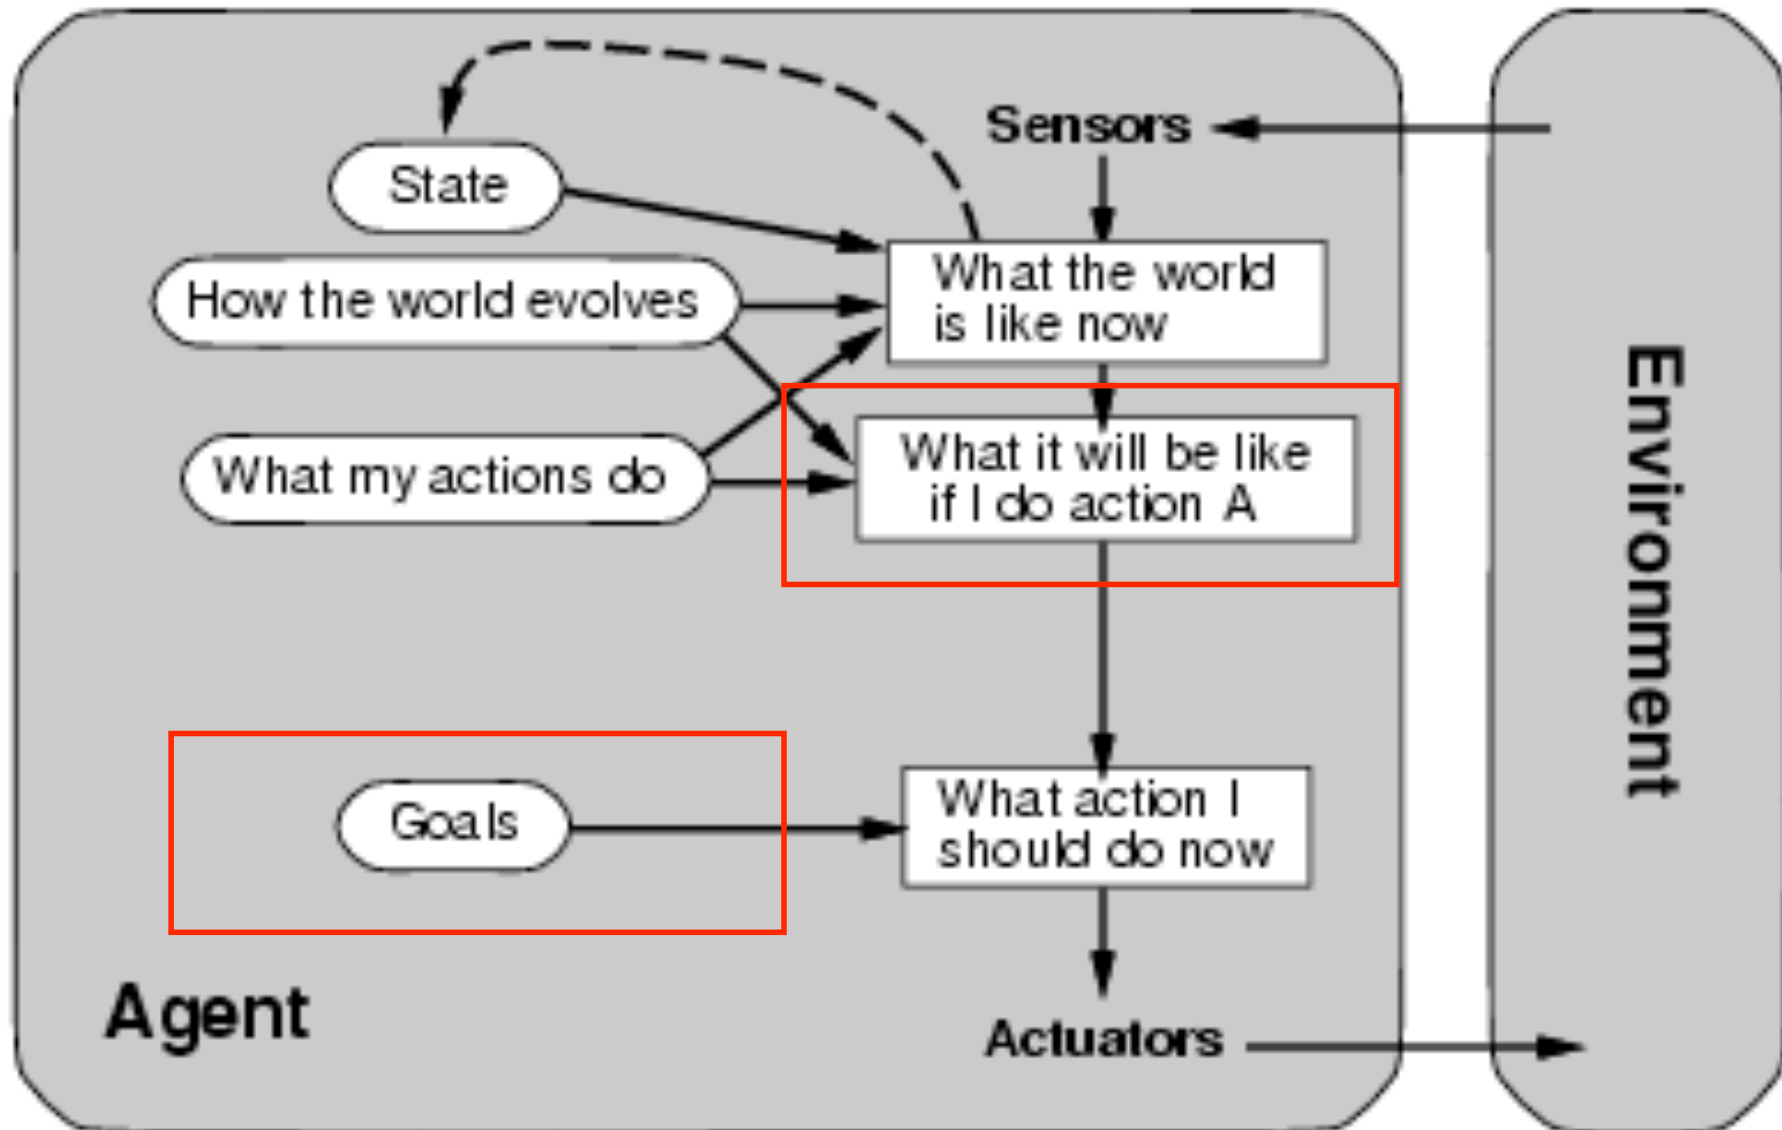 Sensors
State
What the world
is like now
How the world evolves
What it will be like
if I do action A
What my actions do
Goals
What action I
should do now
Agent
Actuators
Environment